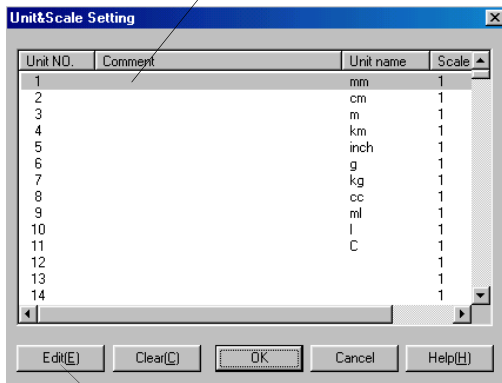 Unit&Scale Setting
Unit NO. Comment Unit name Scale
1 mm 1
2 cm 1
3 m 1
4 km 1
5 inch 1
6 g 1
7 kg 1
8 cc 1
9 ml 1
10 l 1
11 C 1
12 1
13 1
14 1
Edit(E) Clear(C) OK Cancel Help(H)